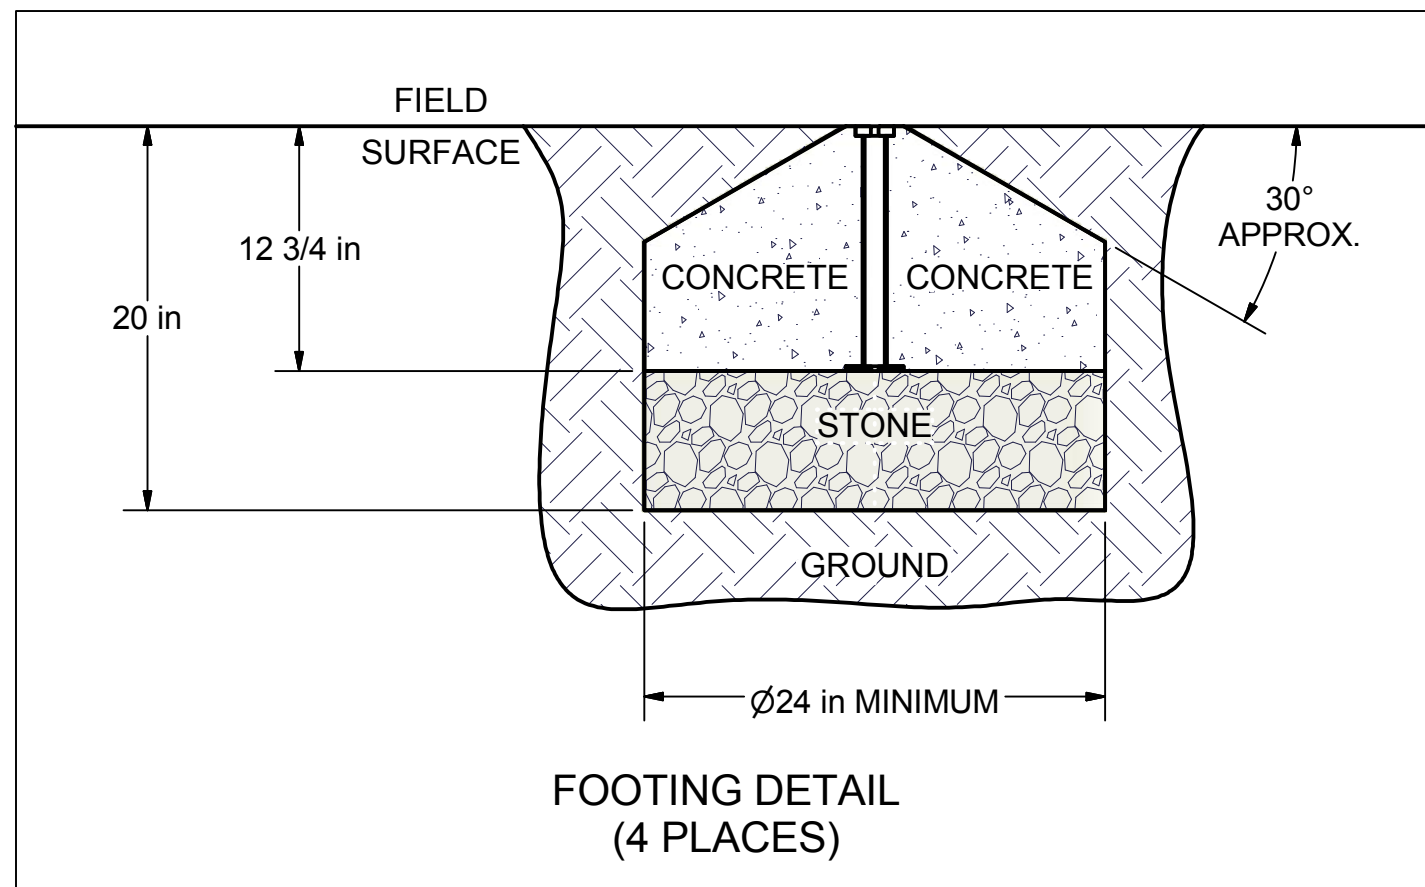 FIELD
SURFACE
12 3/4 in
20 in
30°
APPROX.
CONCRETE
CONCRETE
STONE
GROUND
Ø24 in MINIMUM
FOOTING DETAIL
(4 PLACES)